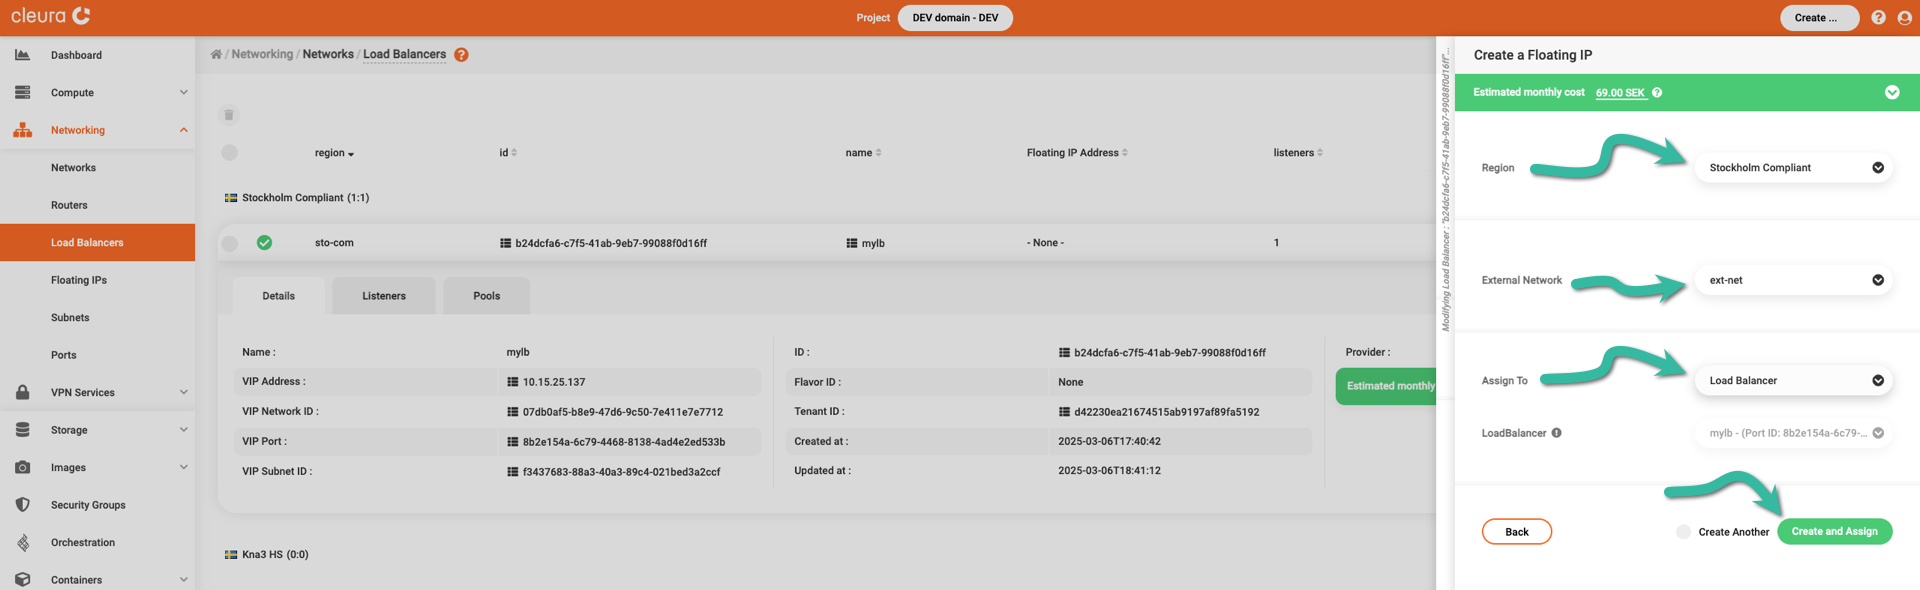 cleura
Project DEV domain - DEV
Create ...
Dashboard
Compute
Networking
Networks
Routers
Load Balancers
Floating IPs
Subnets
Ports
VPN Services
Storage
Images
Security Groups
Orchestration
Containers
/ Networking / Networks / Load Balancers
region id name Floating IP Address listeners
Stockholm Compliant (1:1)
sto-com b24dcfa6-c7f5-41ab-9eb7-99088f0d16ff mylb - None - 1
Details Listeners Pools
Name : mylb
VIP Address : 10.15.25.137
VIP Network ID : 07db0af5-b8e9-47d6-9c50-7e411e7e7712
VIP Port : 8b2e154a-6c79-4468-8138-4ad4e2ed533b
VIP Subnet ID : f3437683-88a3-40a3-89c4-021bed3a2ccf
ID : b24dcfa6-c7f5-41ab-9eb7-99088f0d16ff
Flavor ID : None
Tenant ID : d42230ea21674515ab9197af89fa5192
Created at : 2025-03-06T17:40:42
Updated at : 2025-03-06T18:41:12
Provider :
Estimated monthly
Kna3 HS (0:0)
Modifying Load Balancer : "b24dcfa6-c7f5-41ab-9eb7-99088f0d16ff"...
Create a Floating IP
Estimated monthly cost 69.00 SEK
Region Stockholm Compliant
External Network ext-net
Assign To Load Balancer
LoadBalancer mylb - (Port ID: 8b2e154a-6c79-...
Back Create Another Create and Assign